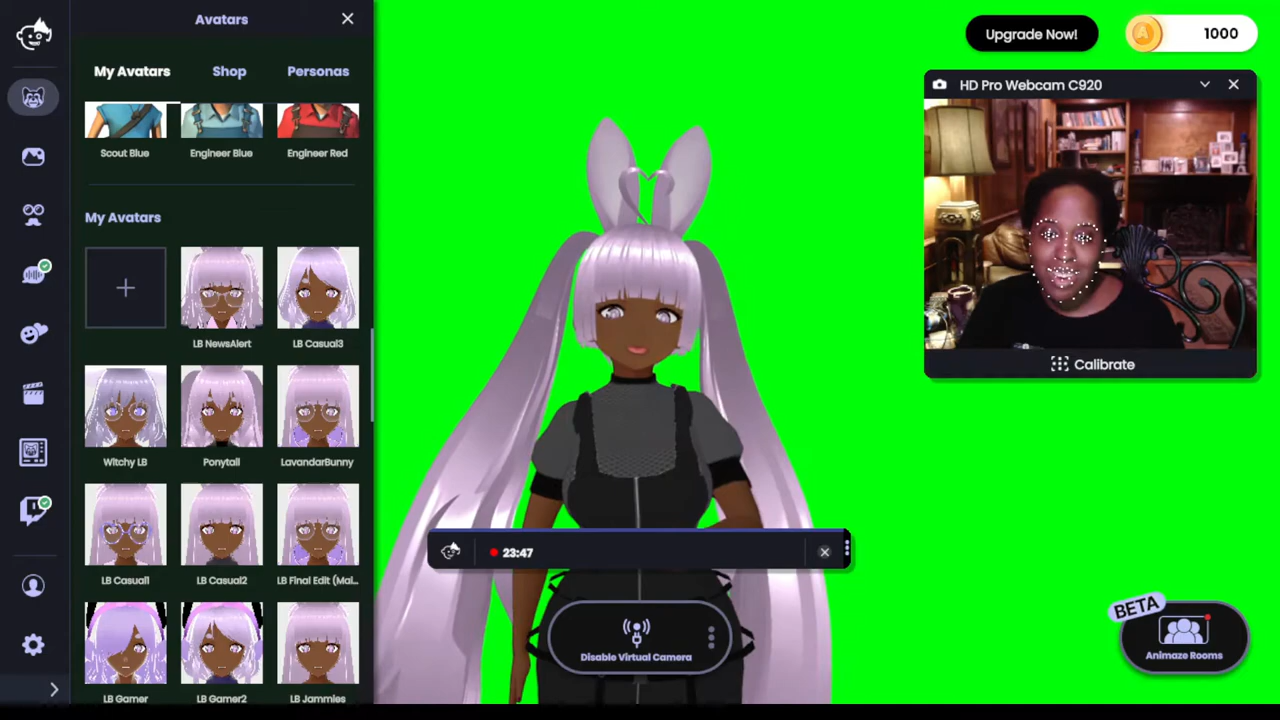 Avatars
My Avatars
Shop
Personas
Scout Blue
Engineer Blue
Engineer Red
My Avatars
LB NewsAlert
LB Casual3
Witchy LB
Ponytail
LavandarBunny
LB Casual1
LB Casual2
LB Final Edit (Mai...
LB Gamer
LB Gamer2
LB Jammies
23:47
Disable Virtual Camera
Upgrade Now!
1000
HD Pro Webcam C920
Calibrate
BETA
Animaze Rooms